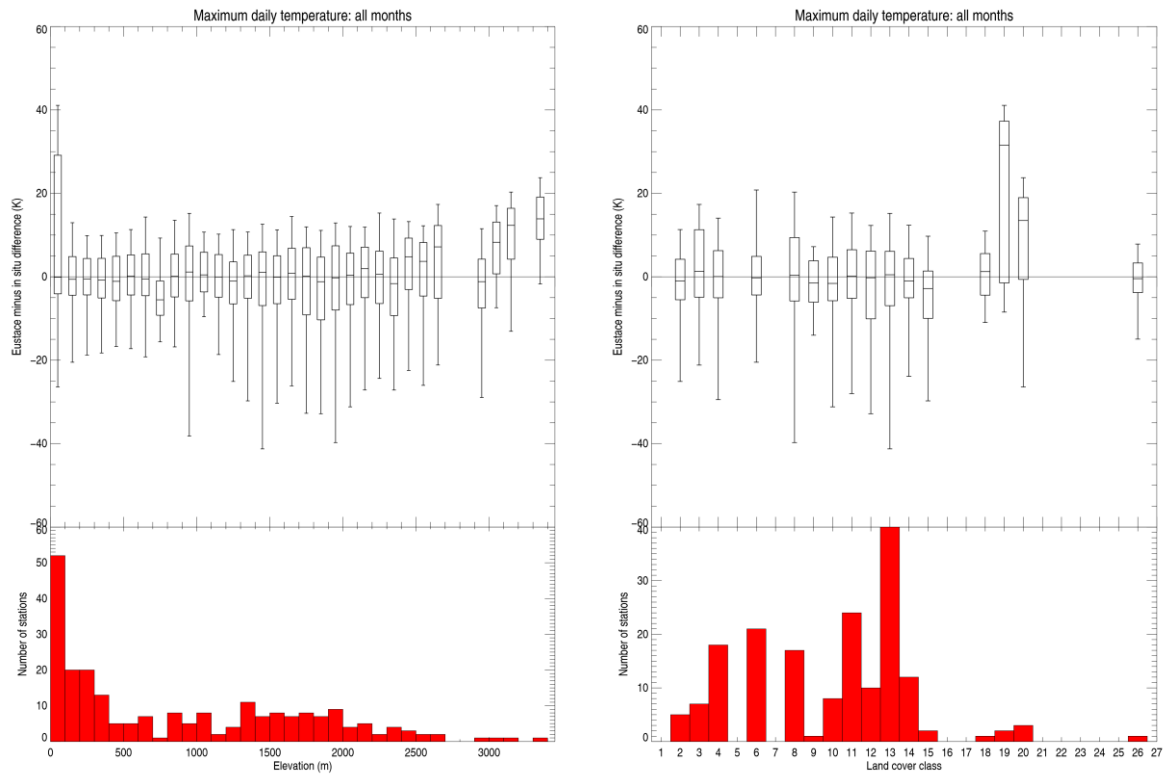 Maximum daily temperature: all months
60
40
20
0
−20
−40
−60
Eustace minus in situ difference (K)
50
40
30
20
10
0
Number of stations
0 500 1000 1500 2000 2500 3000
Elevation (m)
Maximum daily temperature: all months
60
40
20
0
−20
−40
−60
Eustace minus in situ difference (K)
40
30
20
10
0
Number of stations
1 2 3 4 5 6 7 8 9 10 11 12 13 14 15 16 17 18 19 20 21 22 23 24 25 26 27
Land cover class